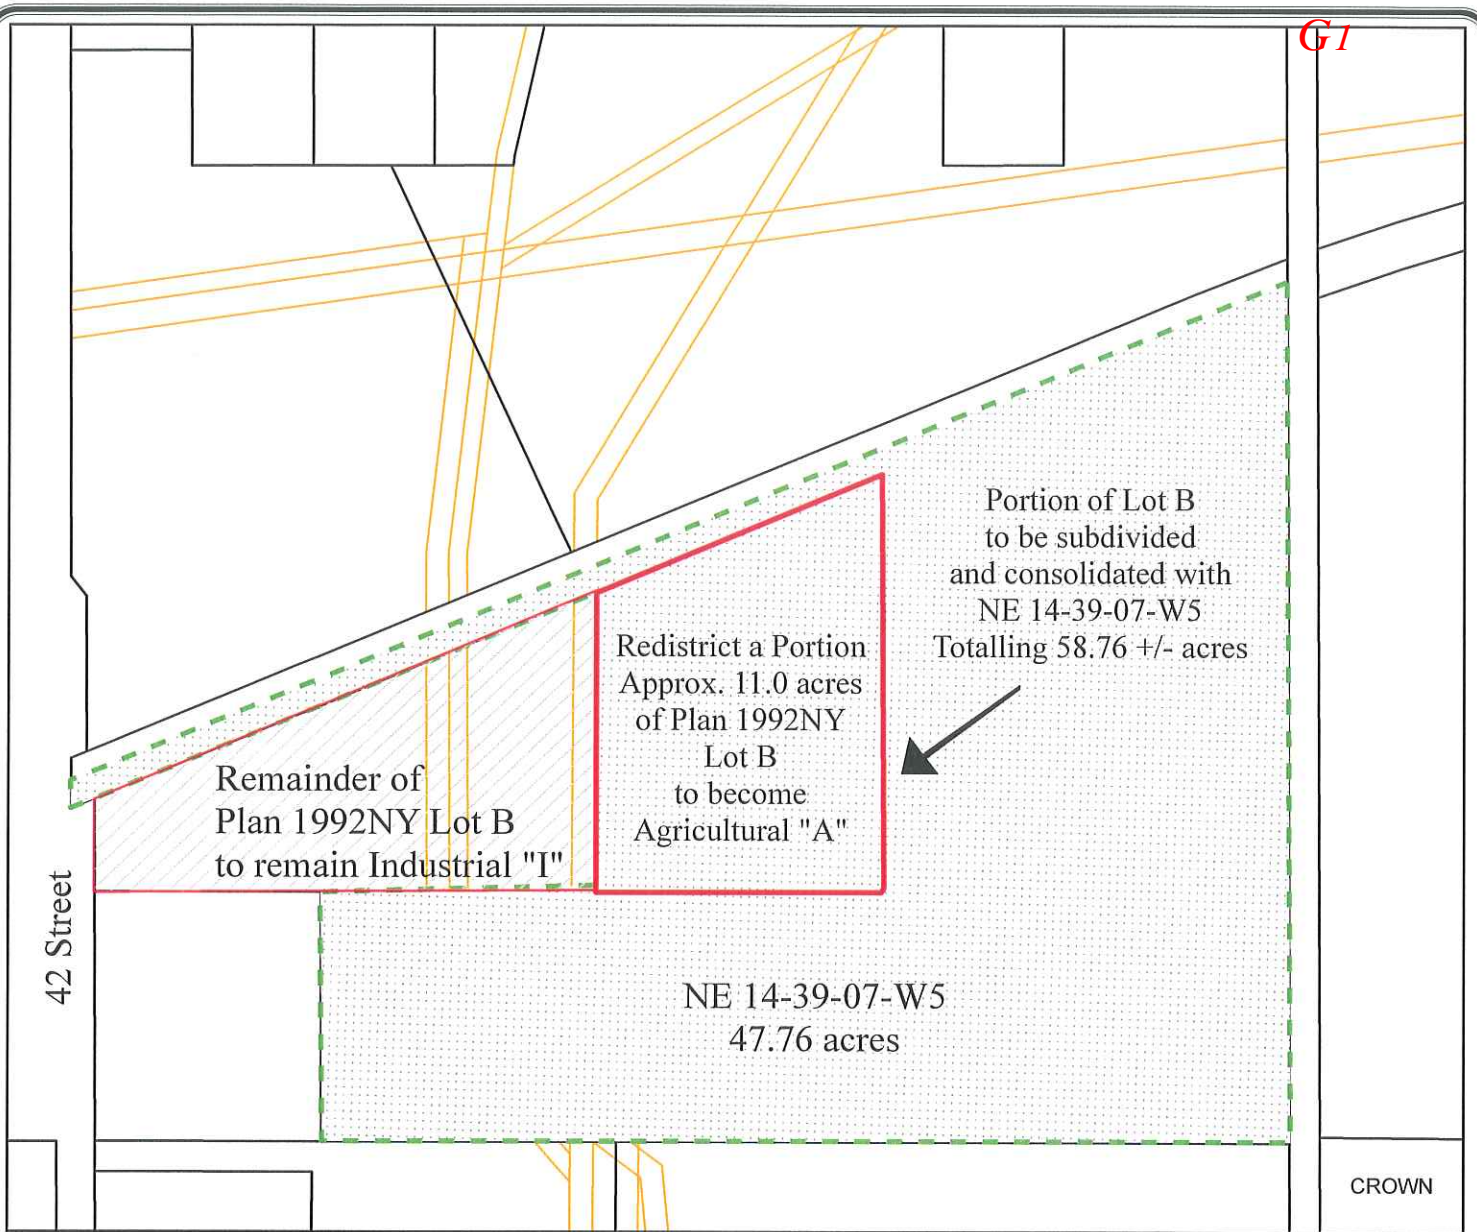 G1
Portion of Lot B
to be subdivided
and consolidated with
NE 14-39-07-W5
Totalling 58.76 +/- acres
Redistrict a Portion
Approx. 11.0 acres
of Plan 1992NY
Lot B
to become
Agricultural "A"
Remainder of
Plan 1992NY Lot B
to remain Industrial "I"
42 Street
NE 14-39-07-W5
47.76 acres
CROWN